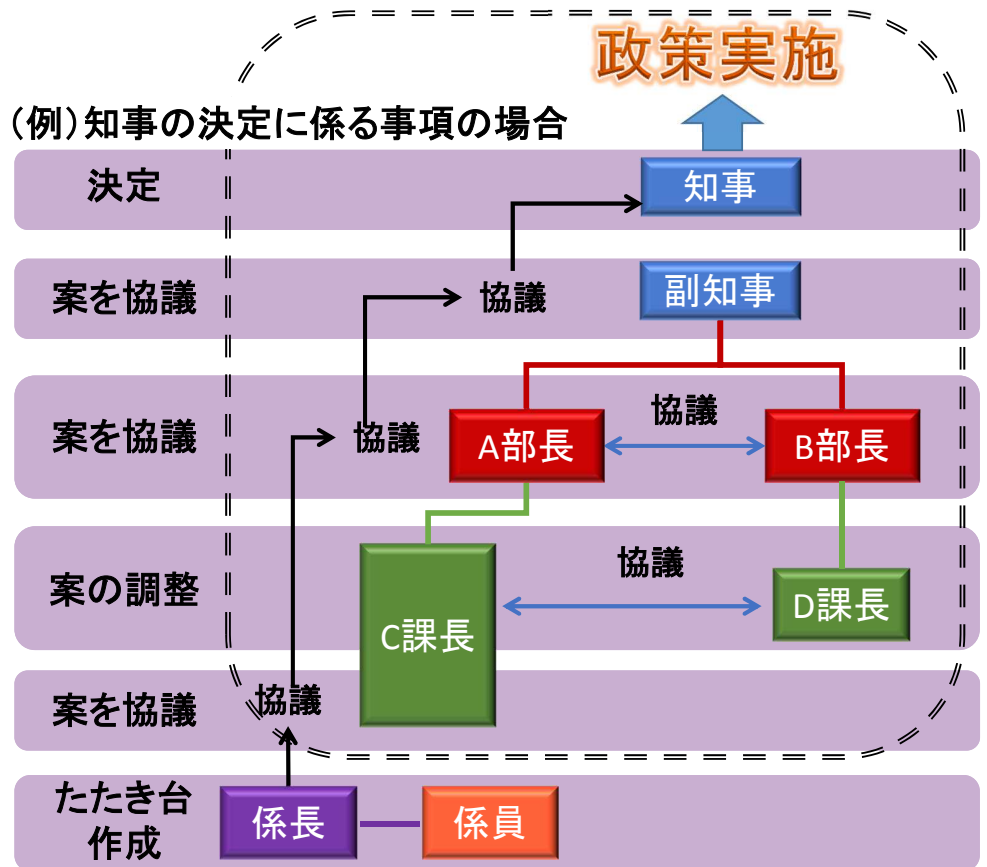 政策実施
(例)知事の決定に係る事項の場合
決定
知事
案を協議
協議
副知事
案を協議
協議
A部長
協議
B部長
案の調整
協議
C課長
D課長
案を協議
協議
たたき台
作成
係長
係員